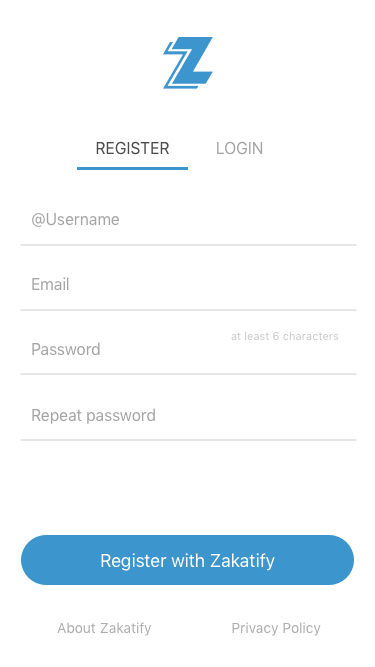 REGISTER LOGIN
@Username
Email
at least 6 characters
Password
Repeat password
Register with Zakatify
About Zakatify Privacy Policy